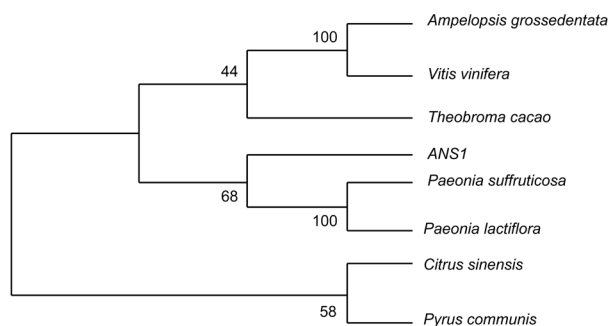 Ampelopsis grossedentata
100
Vitis vinifera
44
Theobroma cacao
ANS1
Paeonia suffruticosa
68
100
Paeonia lactiflora
Citrus sinensis
58
Pyrus communis